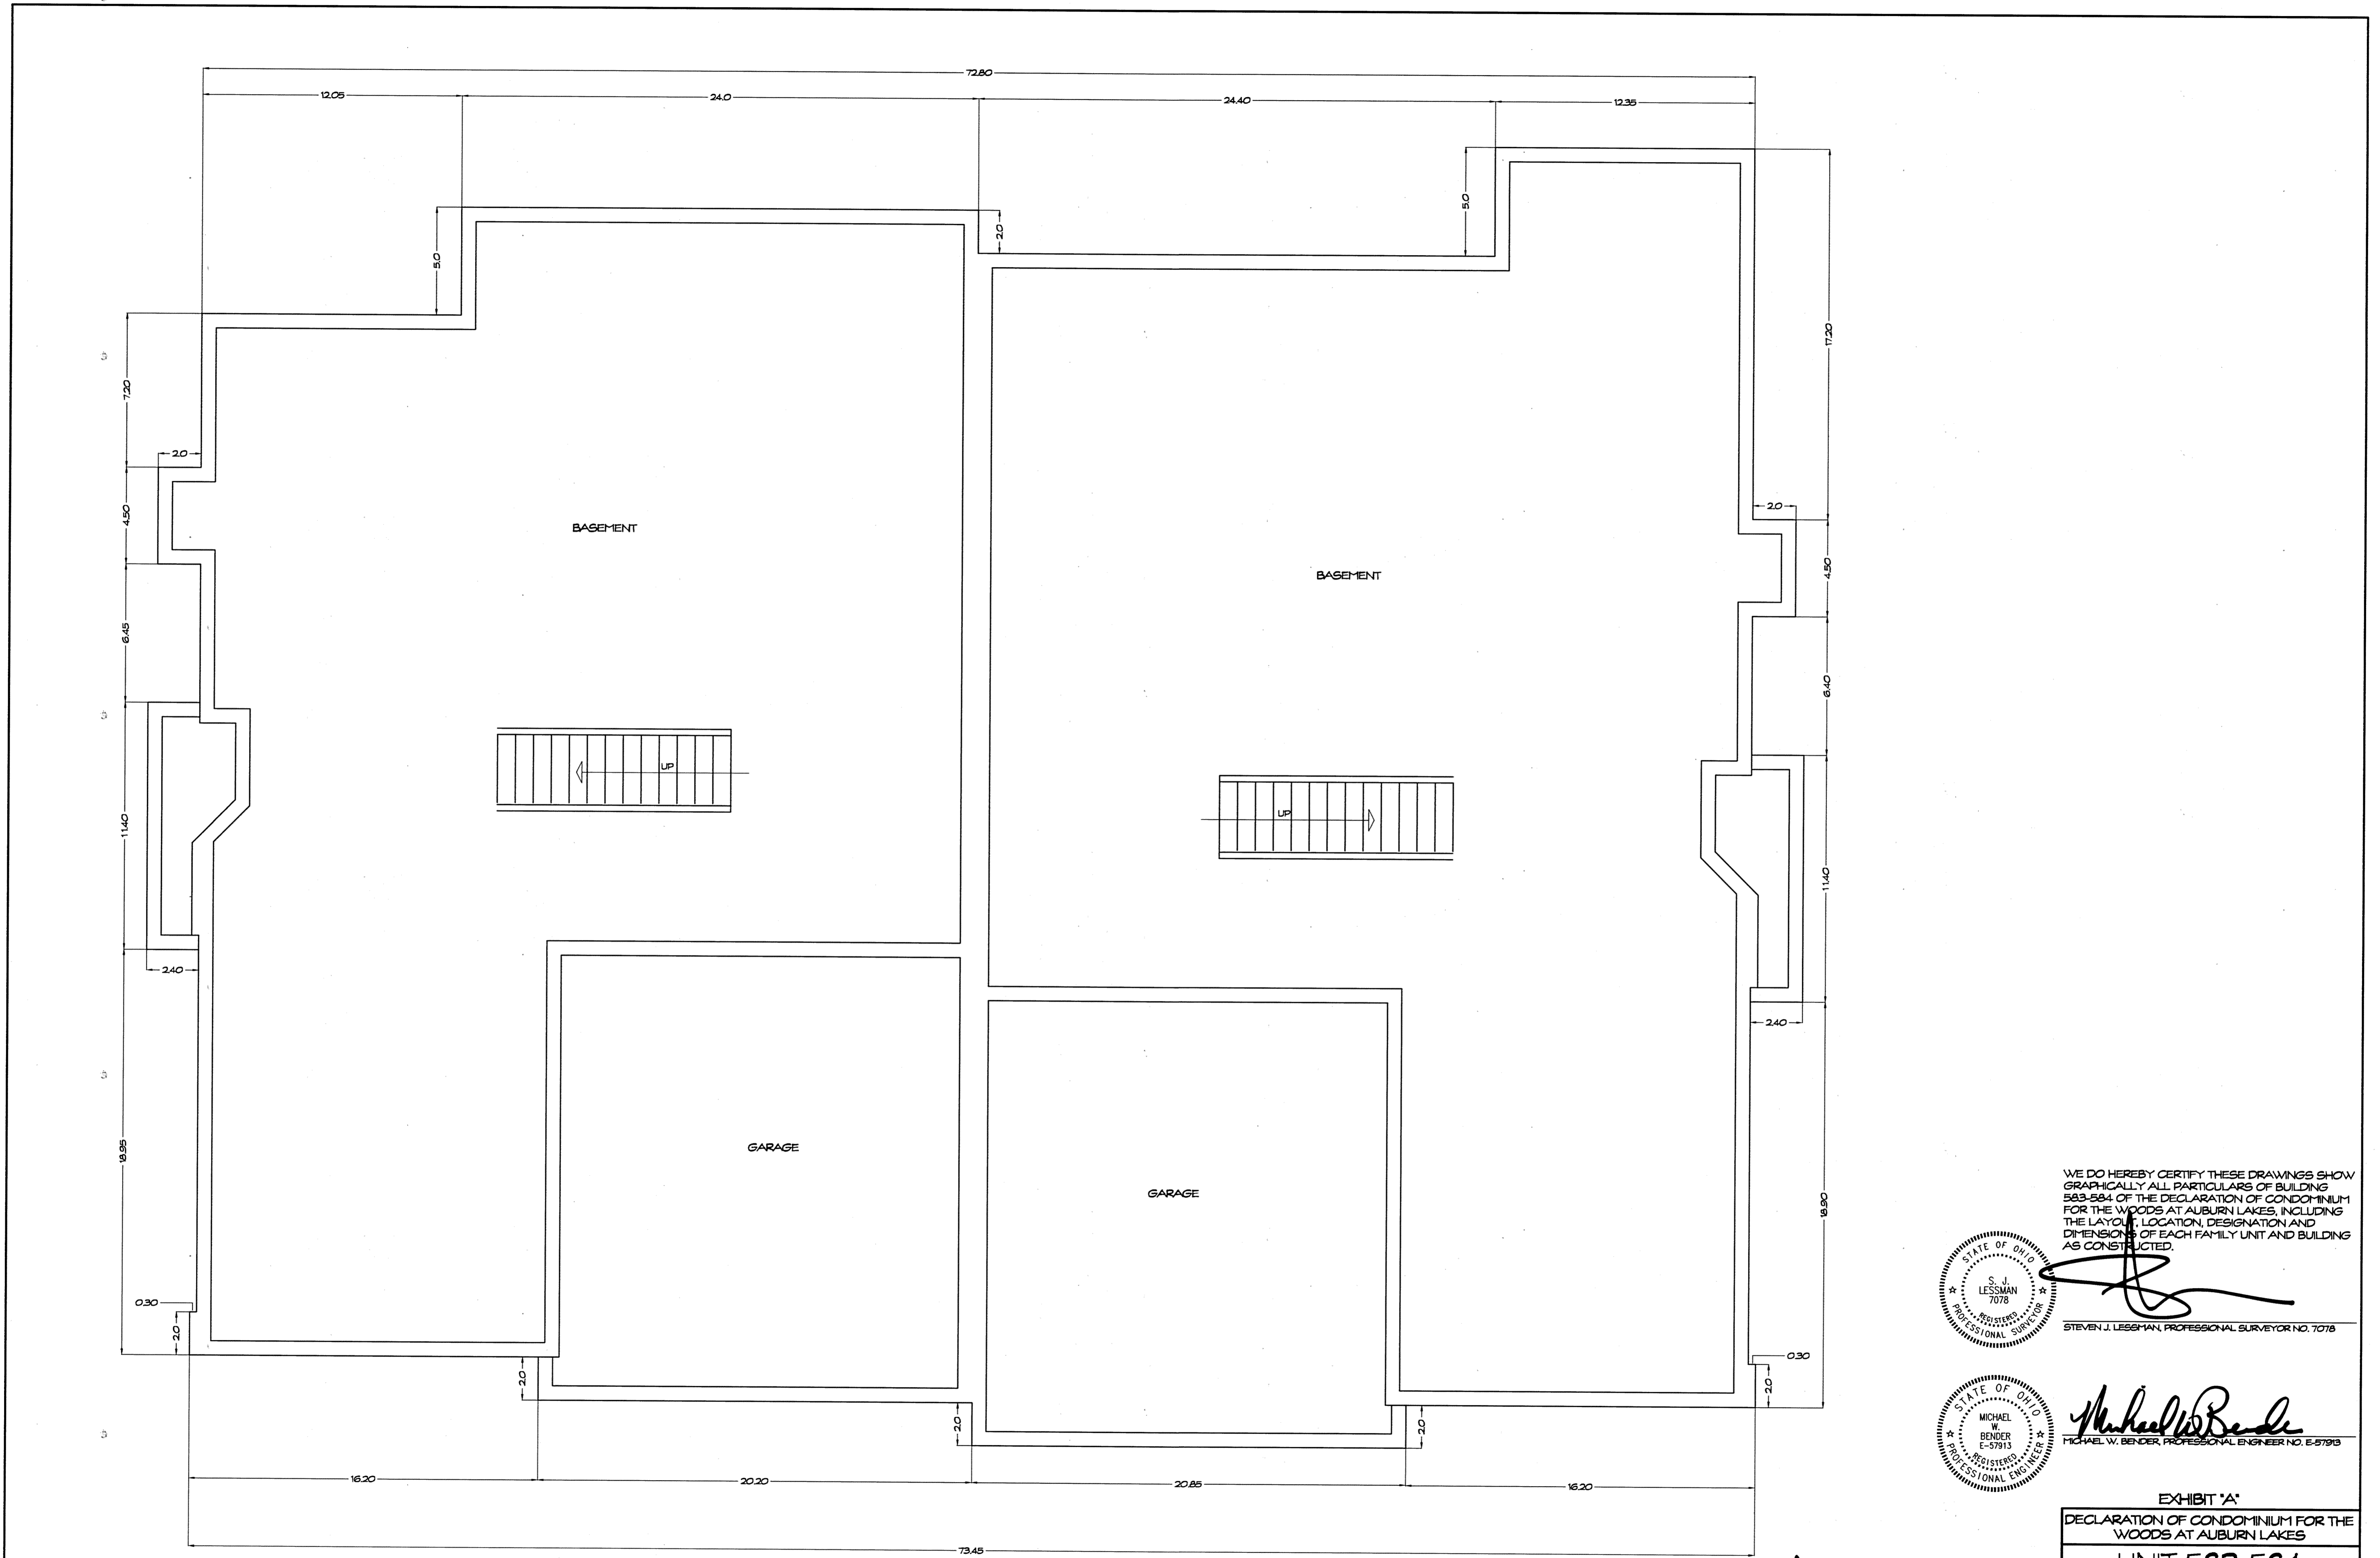 72.80
12.05
24.0
24.40
12.35
5.0
2.0
5.0
17.20
7.20
2.0
4.50
2.0
4.50
BASEMENT
BASEMENT
6.45
6.40
UP
UP
11.40
11.40
2.40
2.40
GARAGE
GARAGE
18.95
18.90
0.30
2.0
0.30
2.0
2.0
2.0
2.0
16.20
20.20
20.85
16.20
73.45
WE DO HEREBY CERTIFY THESE DRAWINGS SHOW
GRAPHICALLY ALL PARTICULARS OF BUILDING
583-584 OF THE DECLARATION OF CONDOMINIUM
FOR THE WOODS AT AUBURN LAKES, INCLUDING
THE LAYOUT, LOCATION, DESIGNATION AND
DIMENSIONS OF EACH FAMILY UNIT AND BUILDING
AS CONSTRUCTED.
STATE OF OHIO
S. J.
LESSMAN
7078
REGISTERED
PROFESSIONAL SURVEYOR
STEVEN J. LESSMAN, PROFESSIONAL SURVEYOR NO. 7078
STATE OF OHIO
MICHAEL
W.
BENDER
E-57913
REGISTERED
PROFESSIONAL ENGINEER
Michael W Bender
MICHAEL W. BENDER, PROFESSIONAL ENGINEER NO. E-57913
EXHIBIT "A"
DECLARATION OF CONDOMINIUM FOR THE
WOODS AT AUBURN LAKES
UNIT 583-584